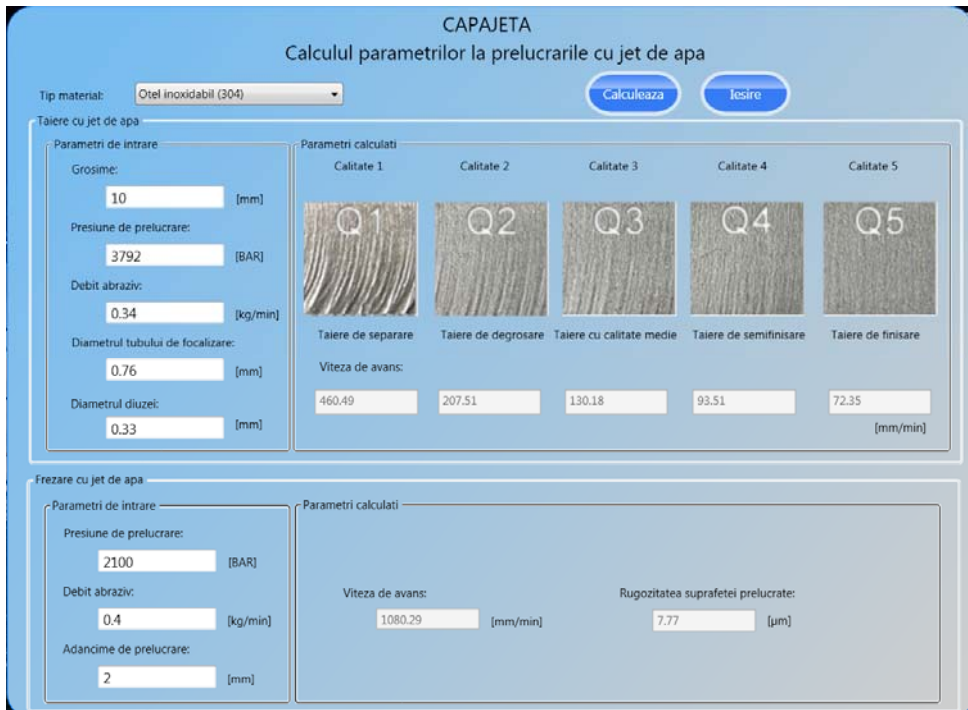 CAPAJETA
Calculul parametrilor la prelucrarile cu jet de apa
Tip material: Otel inoxidabil (304) Calculeaza Iesire
Taiere cu jet de apa
Parametri de intrare
Grosime:
10 [mm]
Presiune de prelucrare:
3792 [BAR]
Debit abraziv:
0.34 [kg/min]
Diametrul tubului de focalizare:
0.76 [mm]
Diametrul diuzei:
0.33 [mm]
Parametri calculati
Calitate 1 Calitate 2 Calitate 3 Calitate 4 Calitate 5
Q1 Q2 Q3 Q4 Q5
Taiere de separare Taiere de degrosare Taiere cu calitate medie Taiere de semifinisare Taiere de finisare
Viteza de avans:
460.49 207.51 130.18 93.51 72.35
[mm/min]
Frezare cu jet de apa
Parametri de intrare
Presiune de prelucrare:
2100 [BAR]
Debit abraziv:
0.4 [kg/min]
Adancime de prelucrare:
2 [mm]
Parametri calculati
Viteza de avans: Rugozitatea suprafetei prelucrate:
1080.29 [mm/min] 7.77 [µm]